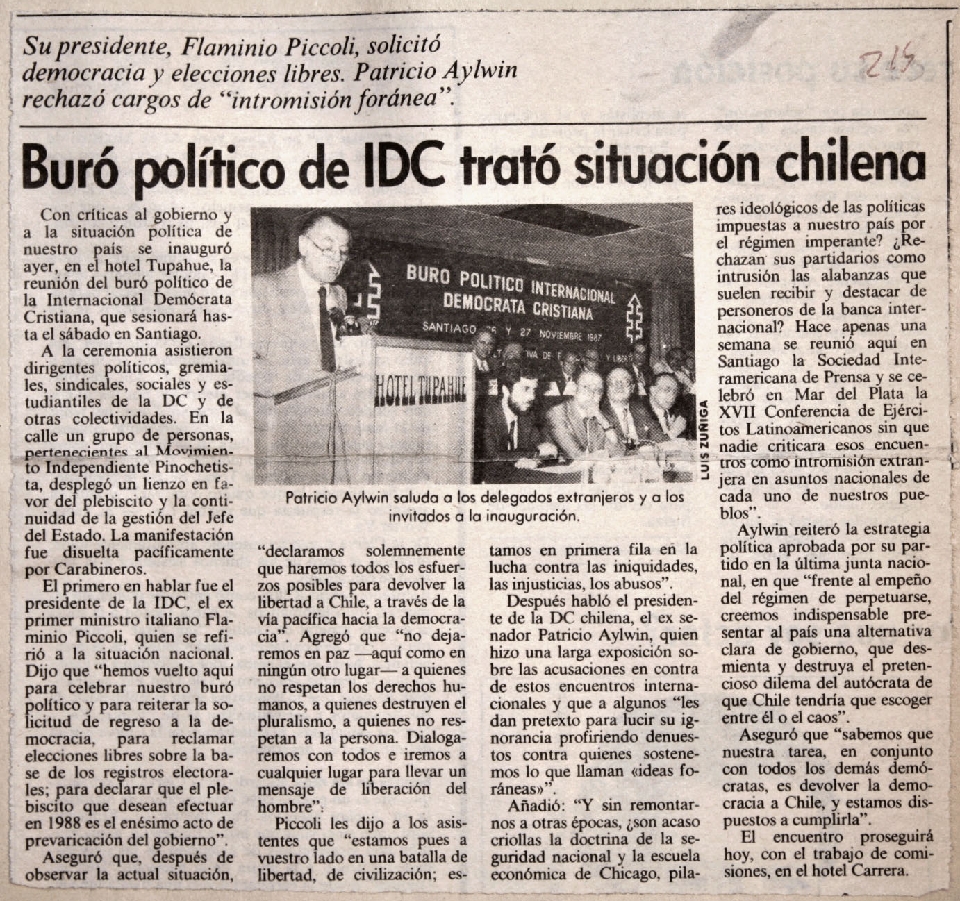 Su presidente, Flaminio Piccoli, solicitó
democracia y elecciones libres. Patricio Aylwin
rechazó cargos de “intromisión foránea”.
215
Buró político de IDC trató situación chilena
Con críticas al gobierno y
a la situación política de
nuestro país se inauguró
ayer, en el hotel Tupahue, la
reunión del buró político de
la Internacional Demócrata
Cristiana, que sesionará has-
ta el sábado en Santiago.
A la ceremonia asistieron
dirigentes políticos, gremia-
les, sindicales, sociales y es-
tudiantiles de la DC y de
otras colectividades. En la
calle un grupo de personas,
pertenecientes al Movimien-
to Independiente Pinochetis-
ta, desplegó un lienzo en fa-
vor del plebiscito y la conti-
nuidad de la gestión del Jefe
del Estado. La manifestación
fue disuelta pacíficamente
por Carabineros.
El primero en hablar fue el
presidente de la IDC, el ex
primer ministro italiano Fla-
minio Piccoli, quien se refi-
rió a la situación nacional.
Dijo que “hemos vuelto aquí
para celebrar nuestro buró
político y para reiterar la so-
licitud de regreso a la de-
mocracia, para reclamar
elecciones libres sobre la ba-
se de los registros electora-
les; para declarar que el ple-
biscito que desean efectuar
en 1988 es el enésimo acto de
prevaricación del gobierno”.
Aseguró que, después de
observar la actual situación,
BURO POLITICO INTERNACIONAL
DEMOCRATA CRISTIANA
SANTIAGO 26 Y 27 NOVIEMBRE 1987
HOTEL TUPAHUE
LUIS ZUÑIGA
Patricio Aylwin saluda a los delegados extranjeros y a los
invitados a la inauguración.
“declaramos solemnemente
que haremos todos los esfuer-
zos posibles para devolver la
libertad a Chile, a través de la
vía pacífica hacia la democra-
cia”. Agregó que “no deja-
remos en paz —aquí como en
ningún otro lugar— a quienes
no respetan los derechos hu-
manos, a quienes destruyen el
pluralismo, a quienes no res-
petan a la persona. Dialoga-
remos con todos e iremos a
cualquier lugar para llevar un
mensaje de liberación del
hombre”.
Piccoli les dijo a los asis-
tentes que “estamos pues a
vuestro lado en una batalla de
libertad, de civilización; es-
tamos en primera fila en la
lucha contra las iniquidades,
las injusticias, los abusos”.
Después habló el presiden-
te de la DC chilena, el ex se-
nador Patricio Aylwin, quien
hizo una larga exposición so-
bre las acusaciones en contra
de estos encuentros interna-
cionales y que a algunos “les
dan pretexto para lucir su ig-
norancia profiriendo denues-
tos contra quienes sostene-
mos lo que llaman «ideas fo-
ráneas»”.
Añadió: “Y sin remontar-
nos a otras épocas, ¿son acaso
criollas la doctrina de la se-
guridad nacional y la escuela
económica de Chicago, pila-
res ideológicos de las políticas
impuestas a nuestro país por
el régimen imperante? ¿Re-
chazan sus partidarios como
intrusión las alabanzas que
suelen recibir y destacar de
personeros de la banca inter-
nacional? Hace apenas una
semana se reunió aquí en
Santiago la Sociedad Inte-
ramericana de Prensa y se ce-
lebró en Mar del Plata la
XVII Conferencia de Ejérci-
tos Latinoamericanos sin que
nadie criticara esos encuen-
tros como intromisión extran-
jera en asuntos nacionales de
cada uno de nuestros pue-
blos”.
Aylwin reiteró la estrategia
política aprobada por su par-
tido en la última junta nacio-
nal, en que “frente al empeño
del régimen de perpetuarse,
creemos indispensable pre-
sentar al país una alternativa
clara de gobierno, que des-
mienta y destruya el preten-
cioso dilema del autócrata de
que Chile tendría que escoger
entre él o el caos”.
Aseguró que “sabemos que
nuestra tarea, en conjunto
con todos los demás demó-
cratas, es devolver la demo-
cracia a Chile, y estamos dis-
puestos a cumplirla”.
El encuentro proseguirá
hoy, con el trabajo de comi-
siones, en el hotel Carrera.